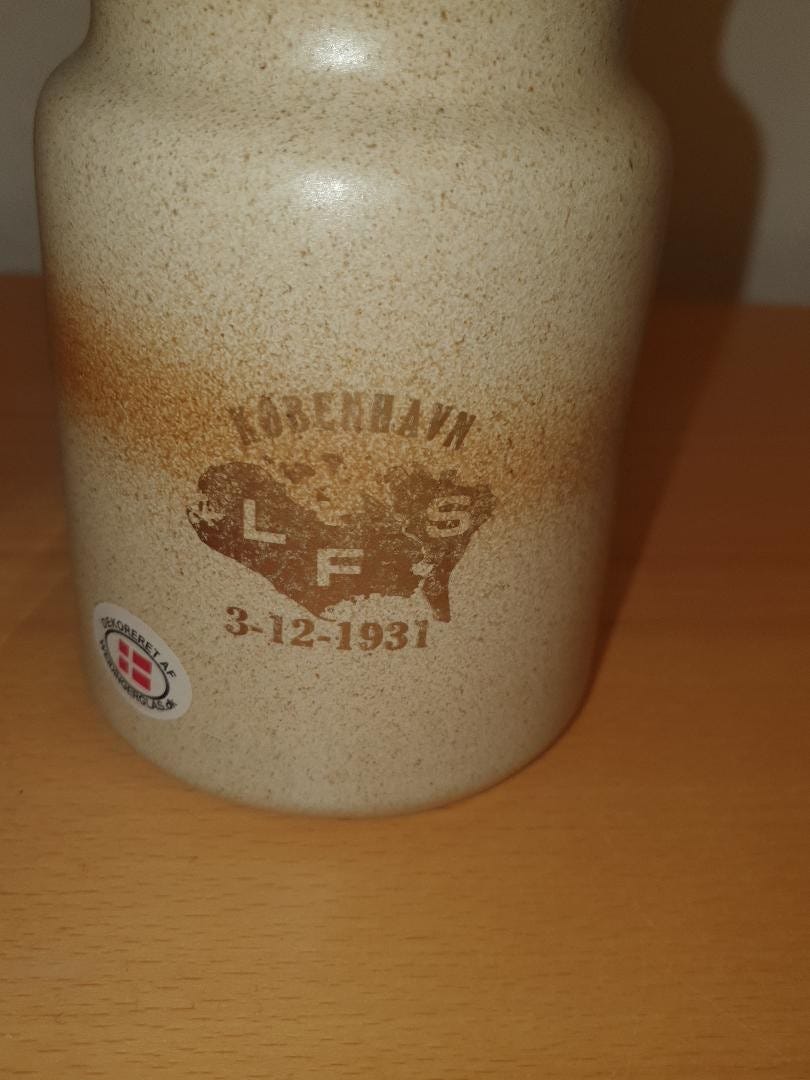 KØBENHAVN
L S
F
3-12-1931
DEKORERET AF